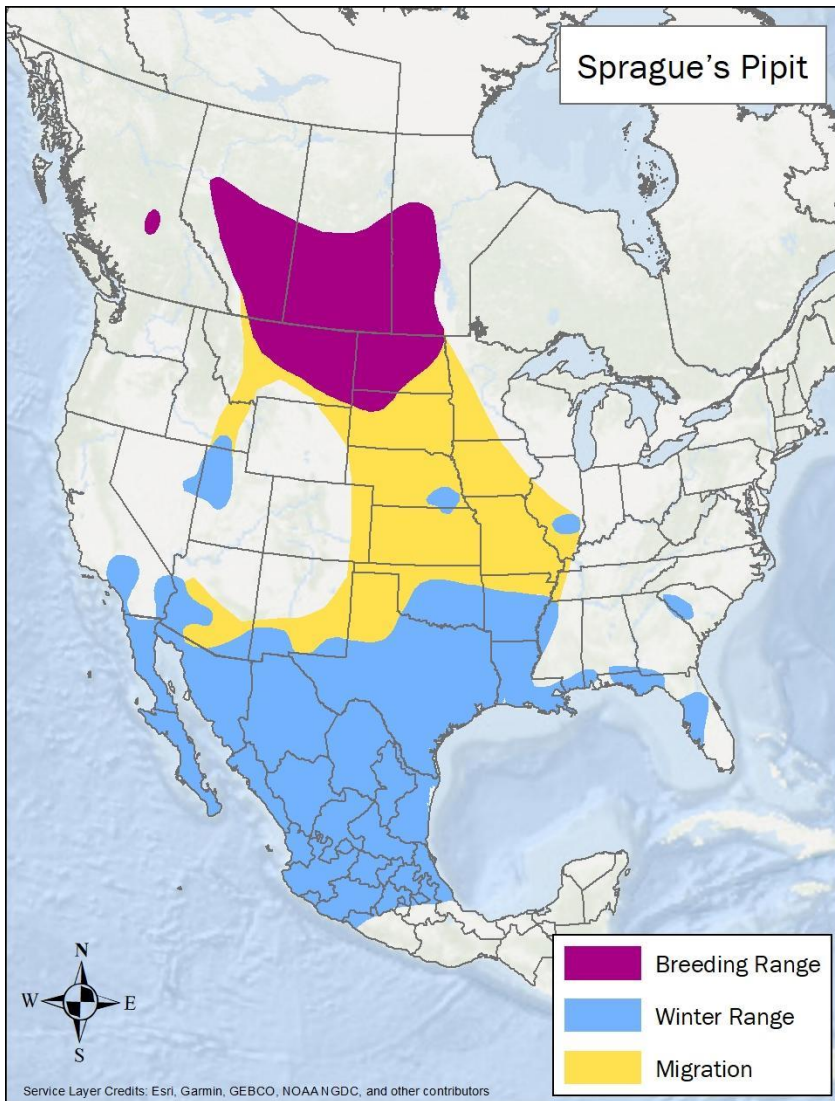 Sprague's Pipit
N
W
E
S
Breeding Range
Winter Range
Migration
Service Layer Credits: Esri, Garmin, GEBCO, NOAA NGDC, and other contributors